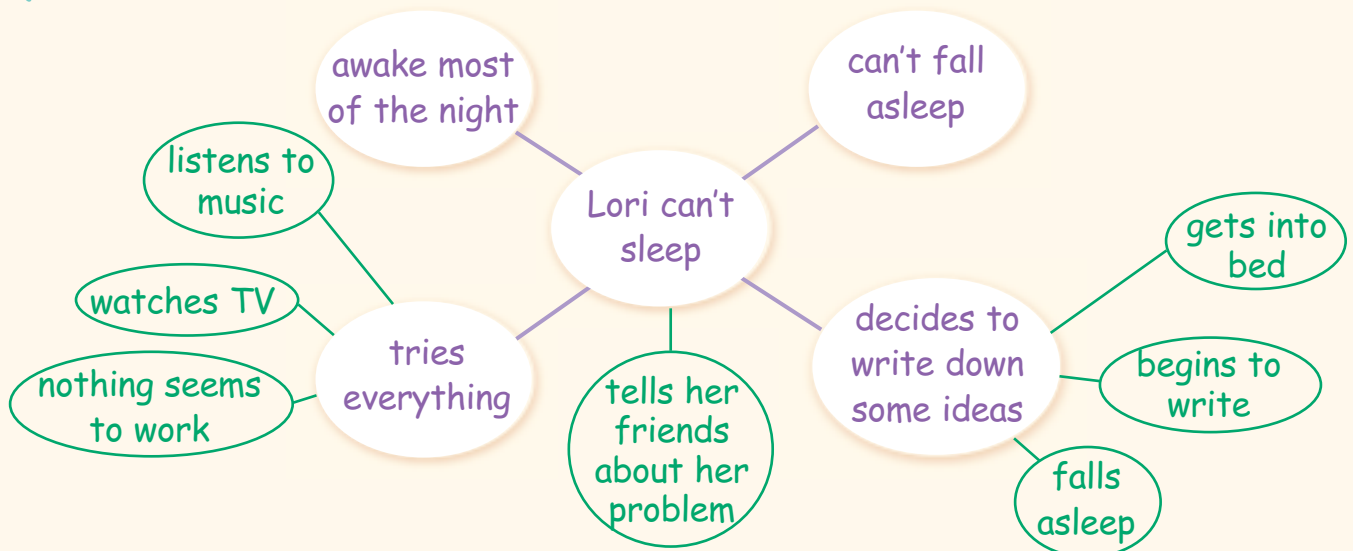 awake most
of the night
can't fall
asleep
listens to
music
Lori can't
sleep
gets into
bed
watches TV
tries
everything
decides to
write down
some ideas
nothing seems
to work
tells her
friends
about her
problem
begins to
write
falls
asleep